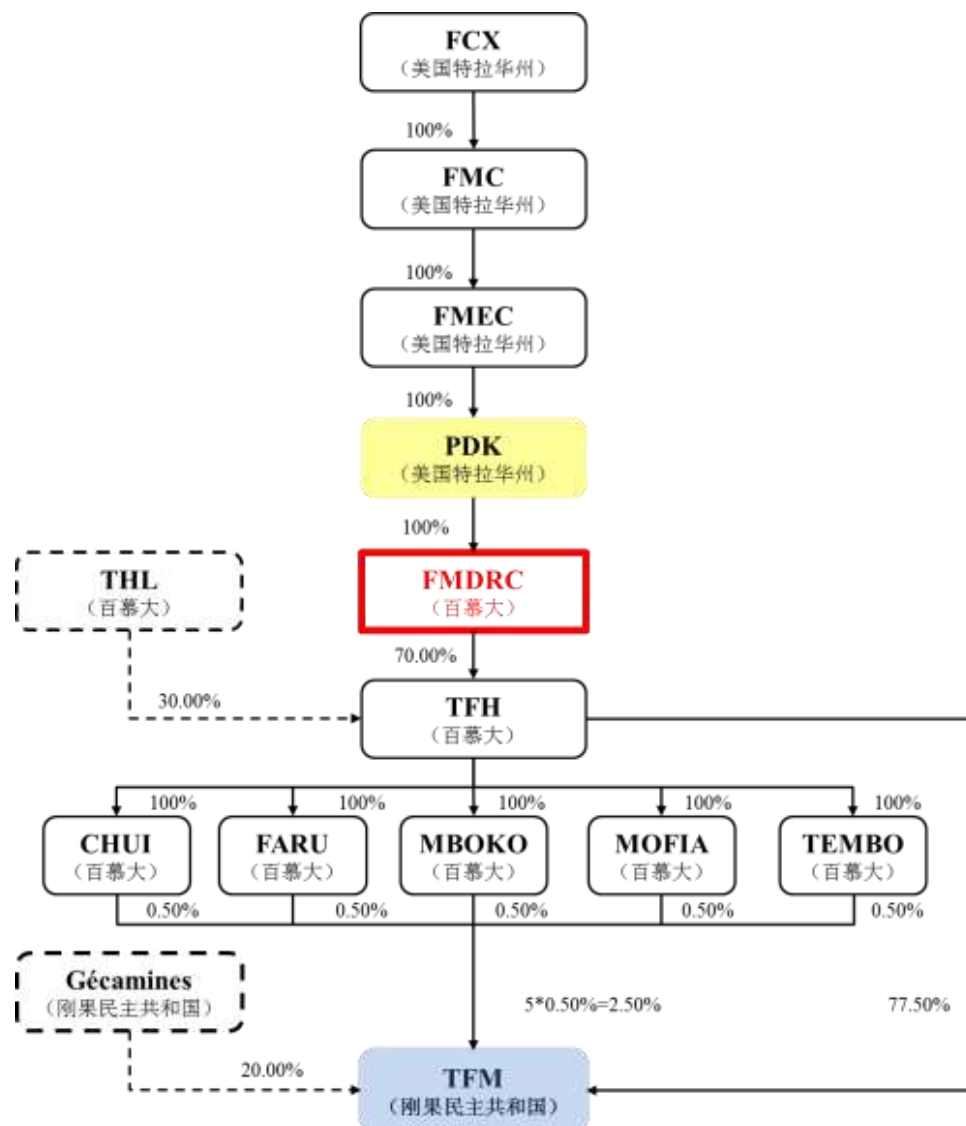 FCX
（美国特拉华州）
100%
FMC
（美国特拉华州）
100%
FMEC
（美国特拉华州）
100%
PDK
（美国特拉华州）
100%
THL
（百慕大）
FMDRC
（百慕大）
70.00%
30.00%
TFH
（百慕大）
100% 100% 100% 100% 100%
CHUI FARU MBOKO MOFIA TEMBO
（百慕大） （百慕大） （百慕大） （百慕大） （百慕大）
0.50% 0.50% 0.50% 0.50% 0.50%
Gécamines
（刚果民主共和国）
5*0.50%=2.50% 77.50%
20.00%
TFM
（刚果民主共和国）